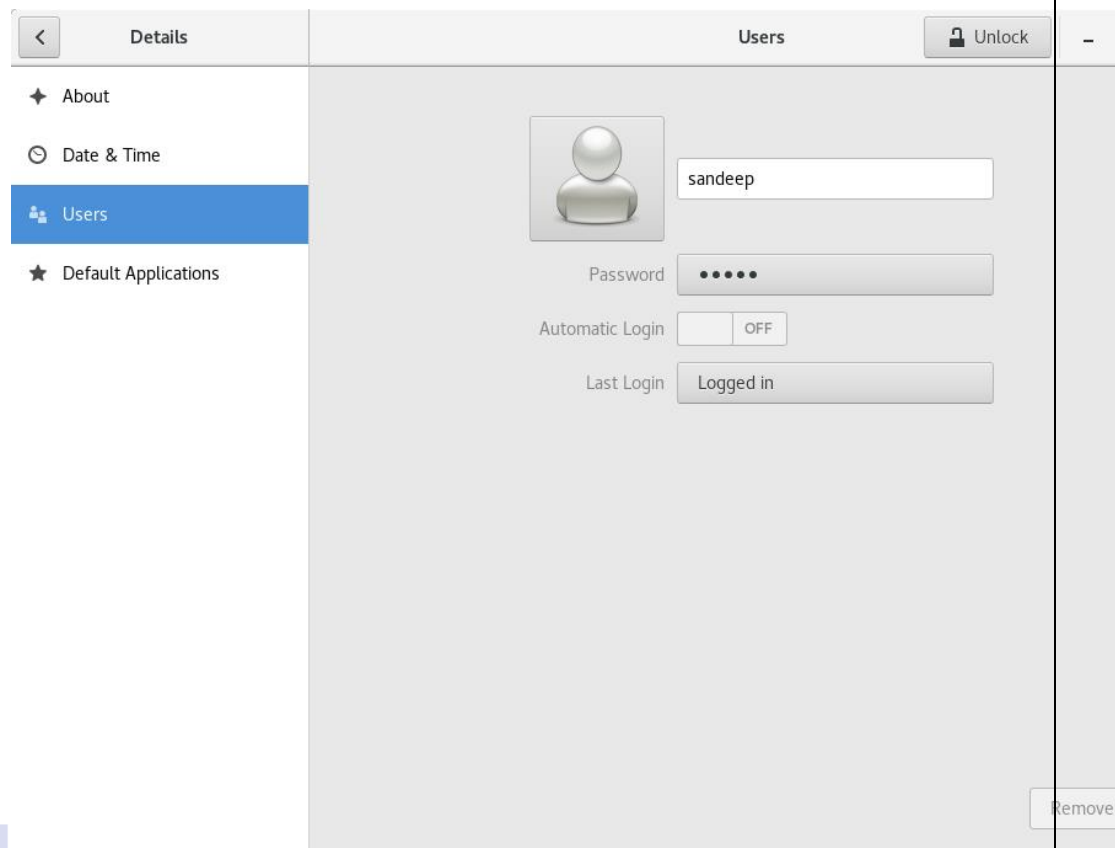 Details
Users
Unlock
About
Date & Time
Users
Default Applications
sandeep
Password •••••
Automatic Login OFF
Last Login Logged in
Remove